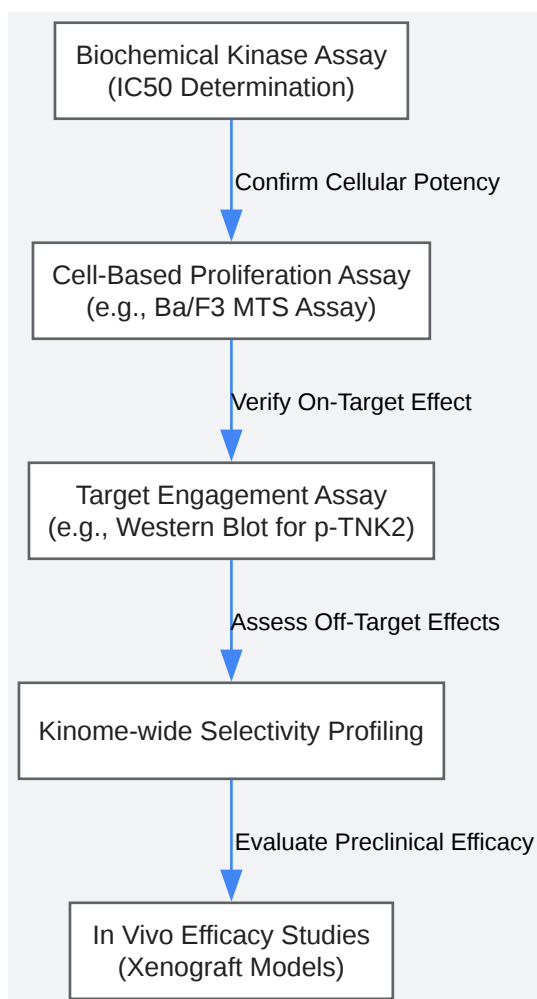 Biochemical Kinase Assay
(IC50 Determination)
Confirm Cellular Potency
Cell-Based Proliferation Assay
(e.g., Ba/F3 MTS Assay)
Verify On-Target Effect
Target Engagement Assay
(e.g., Western Blot for p-TNK2)
Assess Off-Target Effects
Kinome-wide Selectivity Profiling
Evaluate Preclinical Efficacy
In Vivo Efficacy Studies
(Xenograft Models)